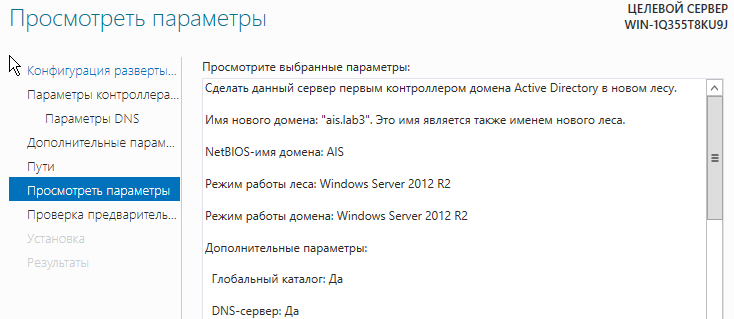 Просмотреть параметры
ЦЕЛЕВОЙ СЕРВЕР
WIN-1Q355T8KU9J
Конфигурация разверты...
Параметры контроллера...
Параметры DNS
Дополнительные парам...
Пути
Просмотреть параметры
Проверка предваритель...
Установка
Результаты
Просмотрите выбранные параметры:
Сделать данный сервер первым контроллером домена Active Directory в новом лесу.
Имя нового домена: "ais.lab3". Это имя является также именем нового леса.
NetBIOS-имя домена: AIS
Режим работы леса: Windows Server 2012 R2
Режим работы домена: Windows Server 2012 R2
Дополнительные параметры:
Глобальный каталог: Да
DNS-сервер: Да